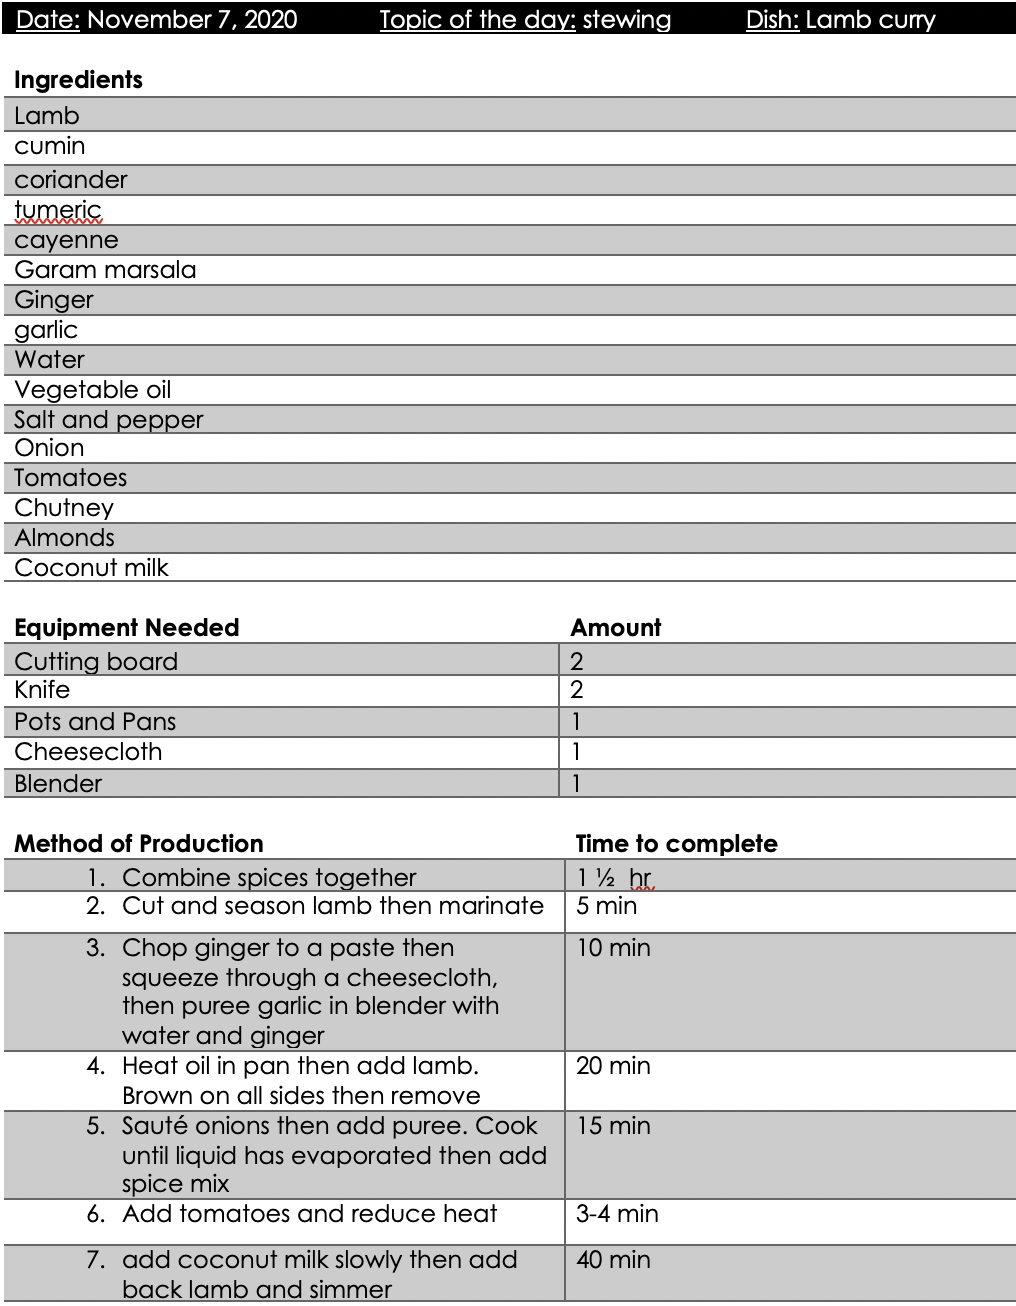 Date: November 7, 2020 Topic of the day: stewing Dish: Lamb curry
Ingredients
Lamb
cumin
coriander
tumeric
cayenne
Garam marsala
Ginger
garlic
Water
Vegetable oil
Salt and pepper
Onion
Tomatoes
Chutney
Almonds
Coconut milk
Equipment Needed Amount
Cutting board 2
Knife 2
Pots and Pans 1
Cheesecloth 1
Blender 1
Method of Production Time to complete
1. Combine spices together 1 ½ hr
2. Cut and season lamb then marinate 5 min
3. Chop ginger to a paste then 10 min
squeeze through a cheesecloth,
then puree garlic in blender with
water and ginger
4. Heat oil in pan then add lamb. 20 min
Brown on all sides then remove
5. Sauté onions then add puree. Cook 15 min
until liquid has evaporated then add
spice mix
6. Add tomatoes and reduce heat 3-4 min
7. add coconut milk slowly then add 40 min
back lamb and simmer